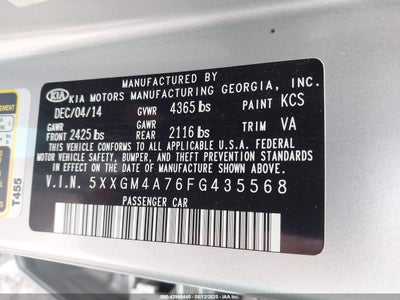 MANUFACTURED BY
KIA KIA MOTORS MANUFACTURING GEORGIA, INC.
DEC/04/14 GVWR 4365 lbs PAINT KCS
GAWR FRONT 2425 lbs GAWR REAR 2116 lbs TRIM VA
THIS VEHICLE CONFORMS TO ALL APPLICABLE U.S.A. FEDERAL
MOTOR VEHICLE SAFETY, BUMPER, AND THEFT PREVENTION
STANDARDS IN EFFECT ON THE DATE OF MANUFACTURE SHOWN ABOVE.
V.I.N. 5XXGM4A76FG435568
PASSENGER CAR
T455